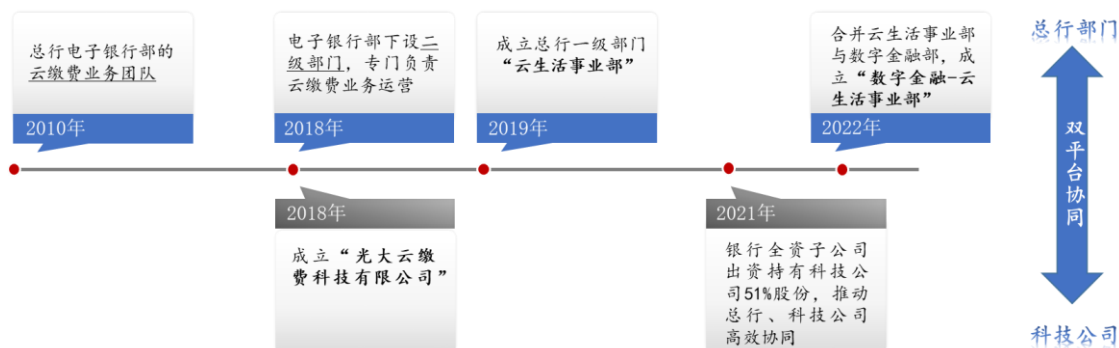 总行电子银行部的
云缴费业务团队
2010年
电子银行部下设二
级部门，专门负责
云缴费业务运营
2018年
成立总行一级部门
“云生活事业部”
2019年
合并云生活事业部
与数字金融部，成
立“数字金融-云
生活事业部”
2022年
2018年
成立“光大云缴
费科技有限公司”
2021年
银行全资子公司
出资持有科技公
司51%股份，推动
总行、科技公司
高效协同
总行部门
双平台协同
科技公司